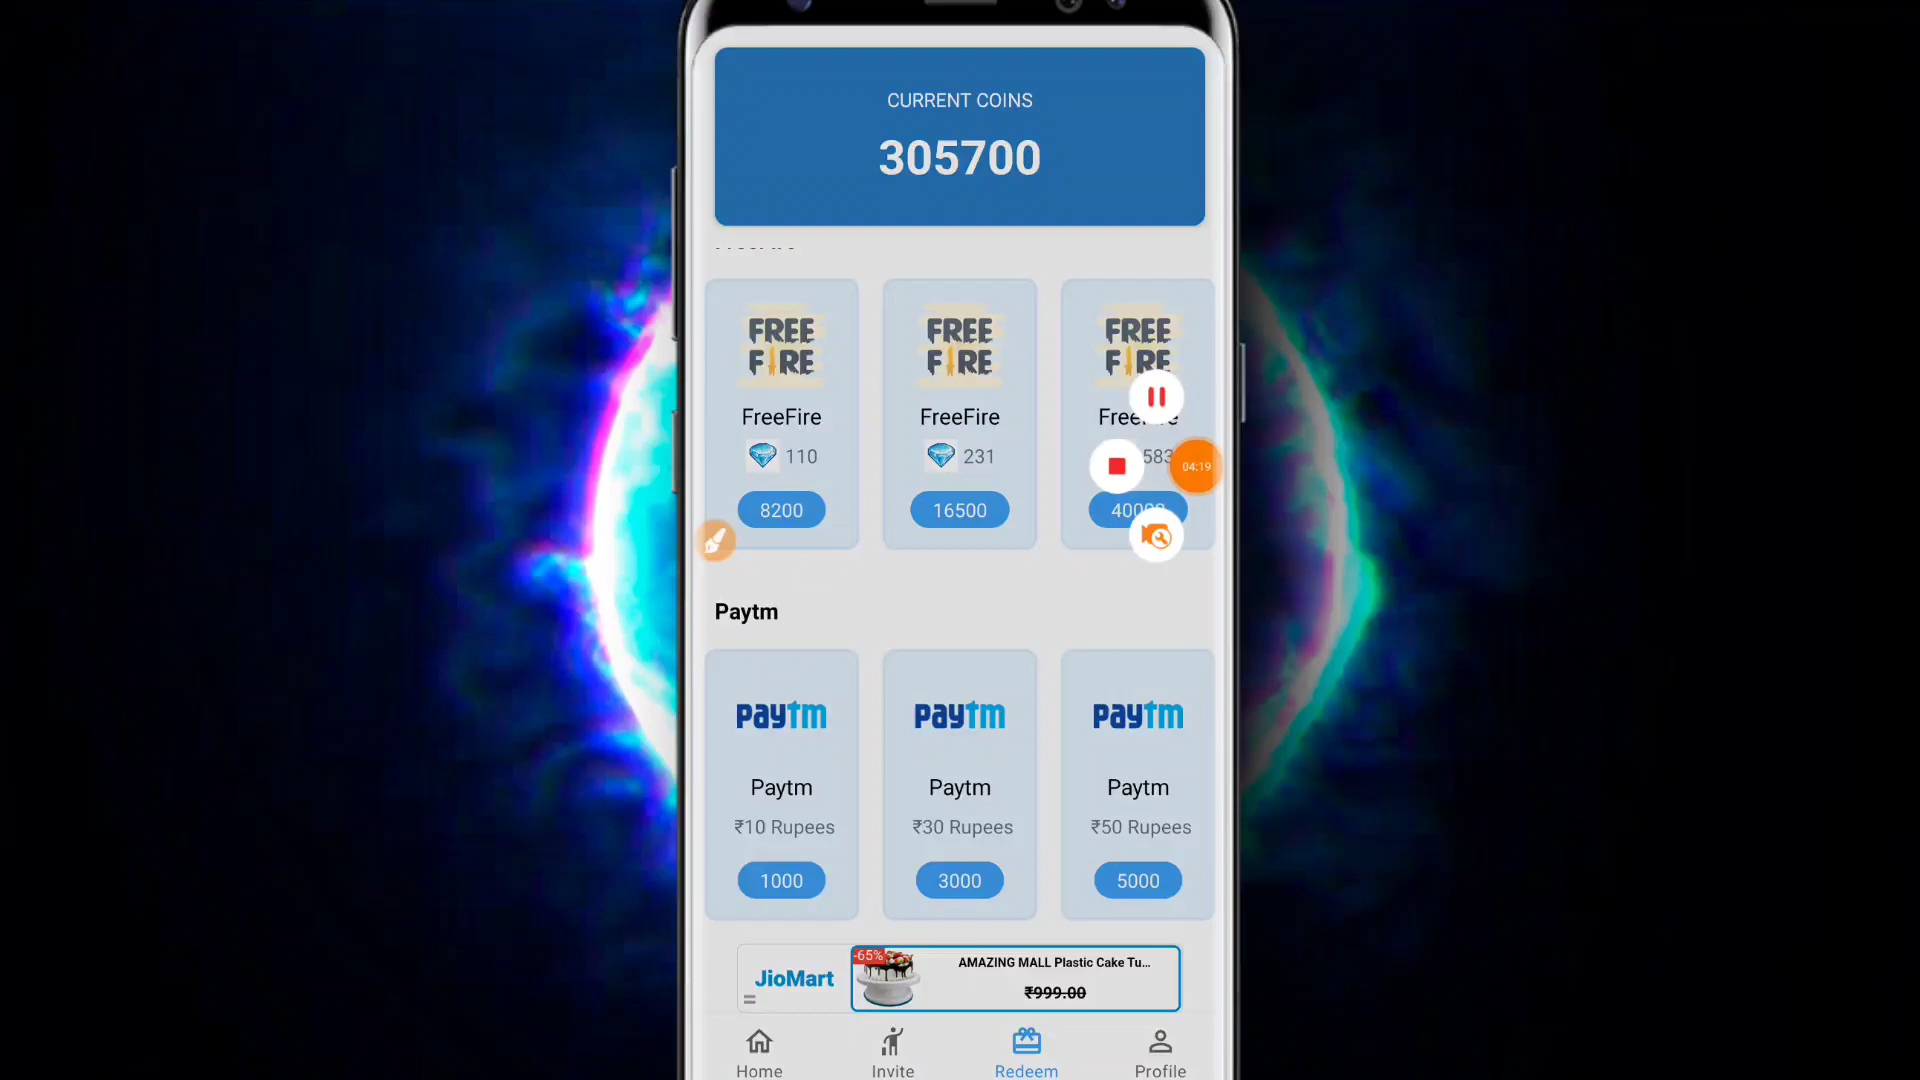 CURRENT COINS
305700
FREE FIRE
FREE FIRE
FREE FIRE
FreeFire
FreeFire
110
231
583
04:19
8200
16500
Paytm
paytm
paytm
paytm
Paytm
Paytm
Paytm
₹10 Rupees
₹30 Rupees
₹50 Rupees
1000
3000
5000
-65%
JioMart
AMAZING MALL Plastic Cake Tu...
₹999.00
Home
Invite
Redeem
Profile